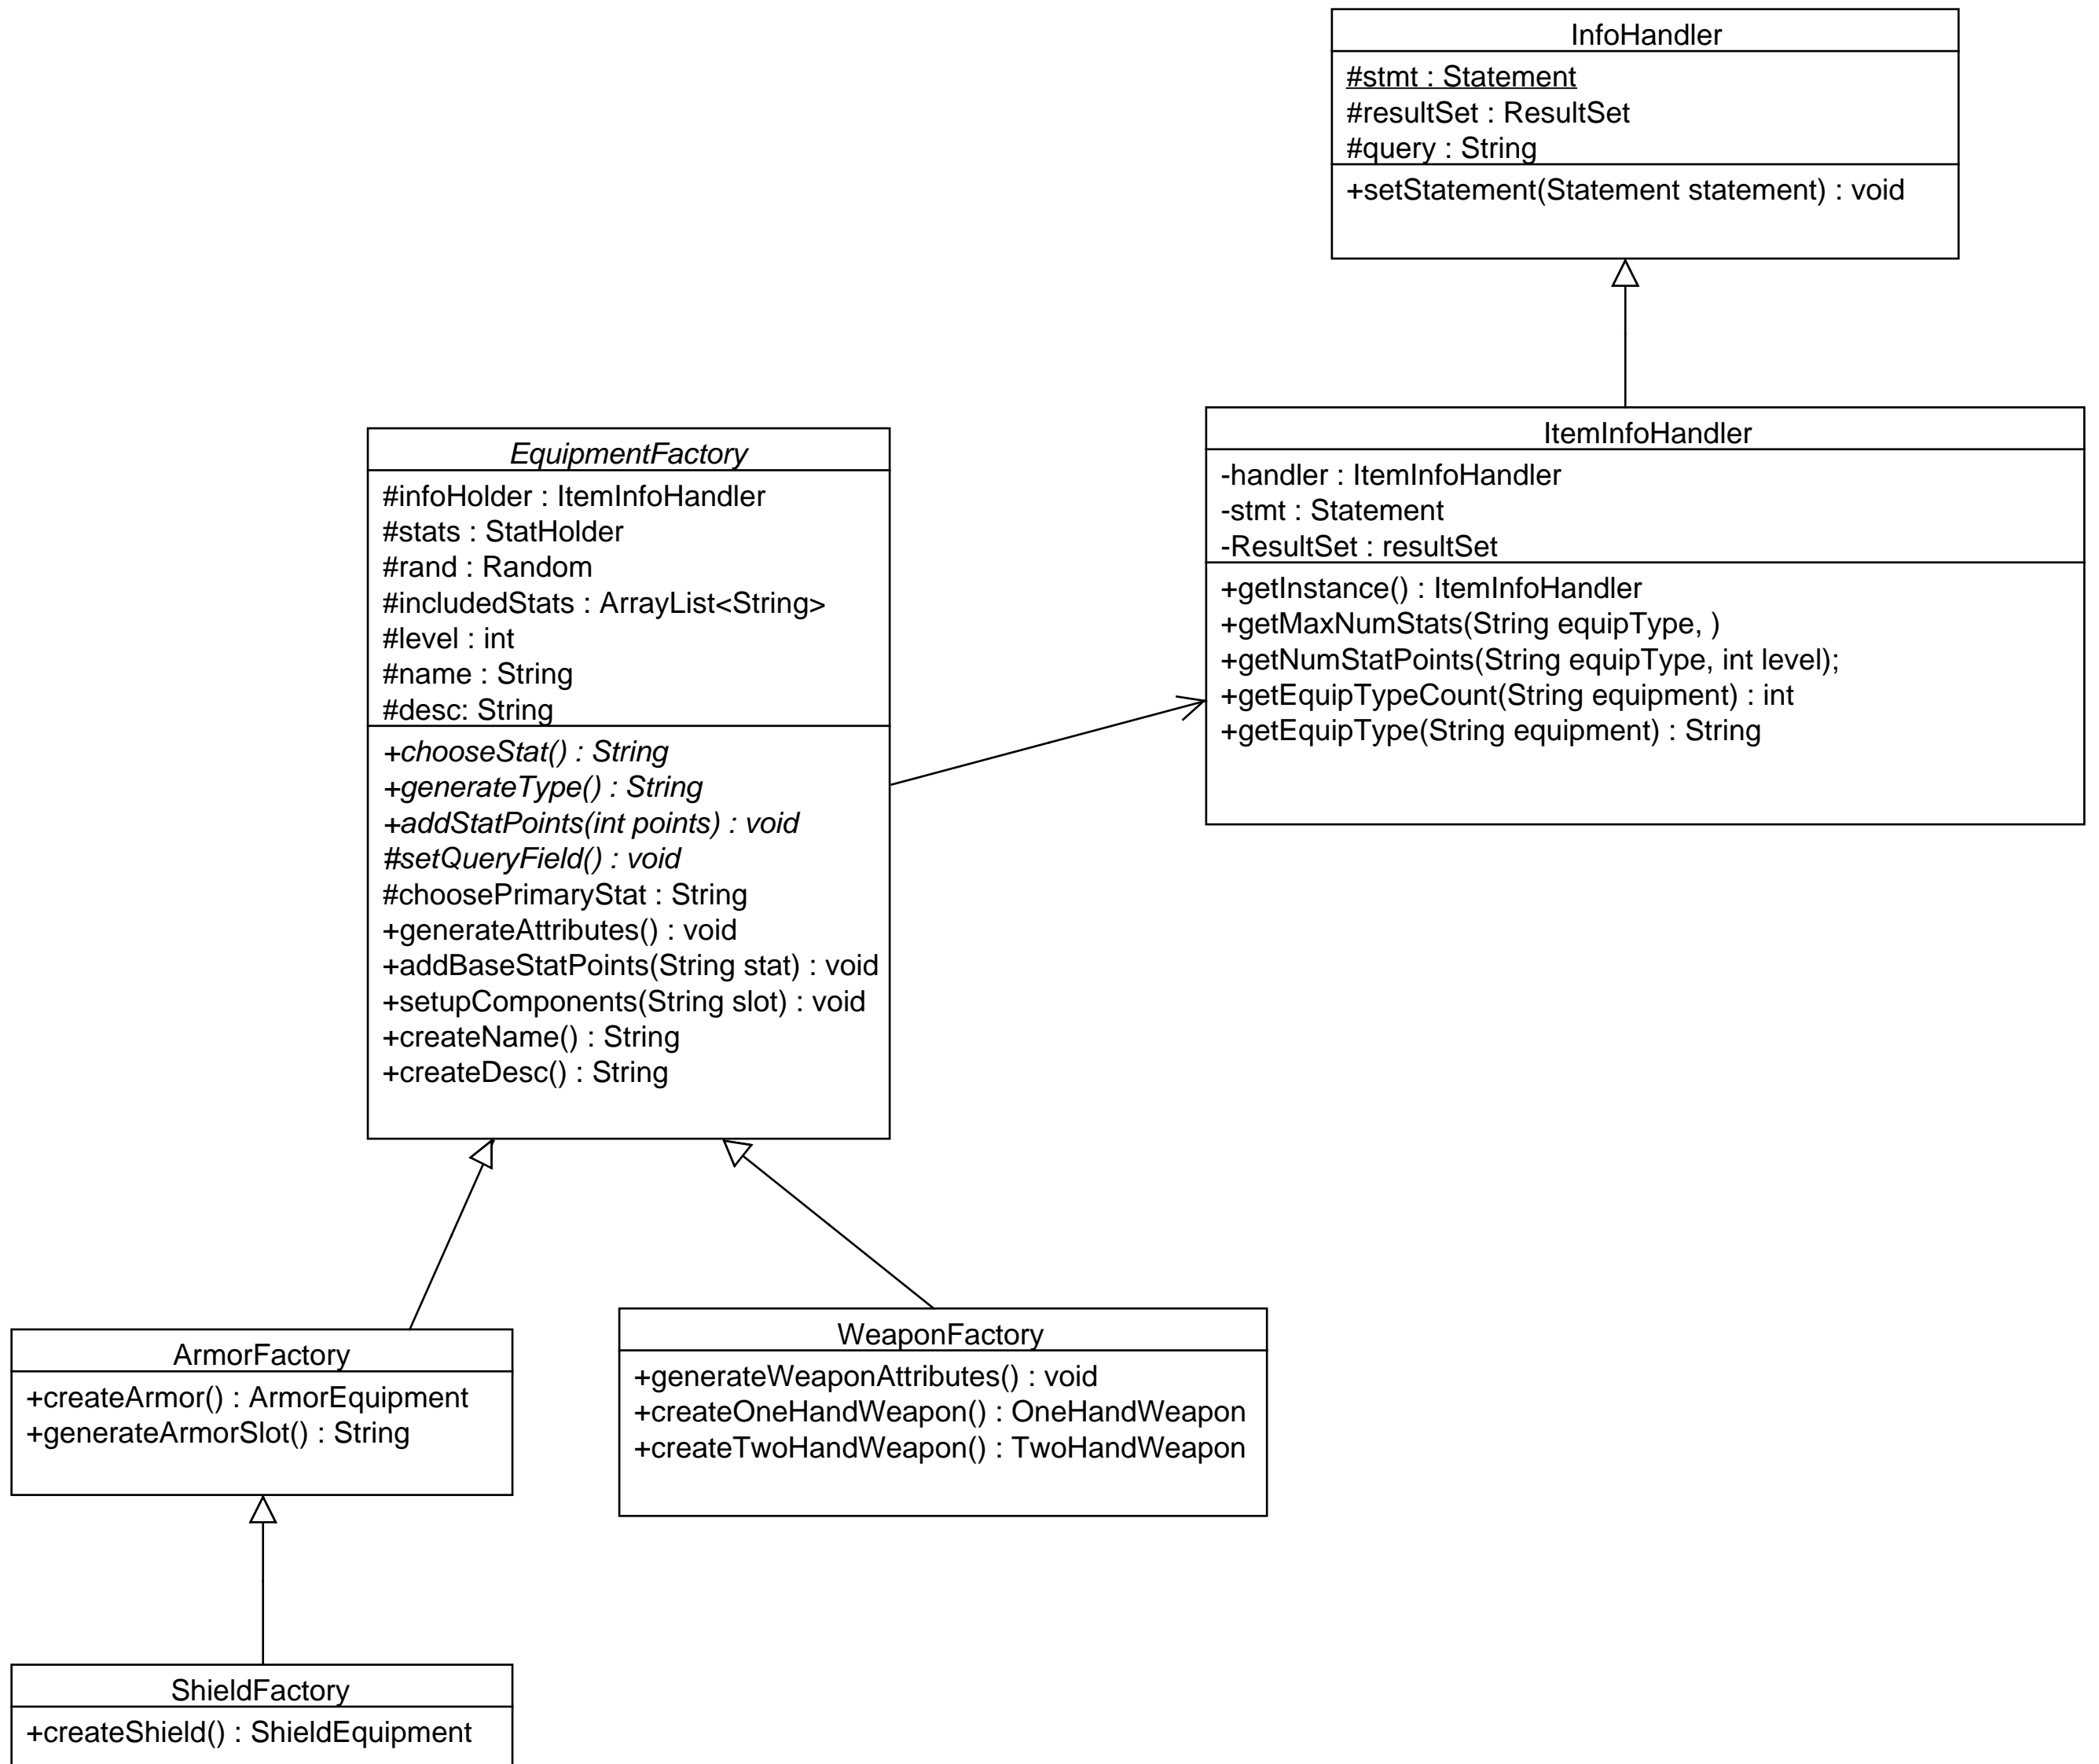 InfoHandler
#stmt : Statement
#resultSet : ResultSet
#query : String
+setStatement(Statement statement) : void
ItemInfoHandler
-handler : ItemInfoHandler
-stmt : Statement
-ResultSet : resultSet
+getInstance() : ItemInfoHandler
+getMaxNumStats(String equipType, )
+getNumStatPoints(String equipType, int level);
+getEquipTypeCount(String equipment) : int
+getEquipType(String equipment) : String
EquipmentFactory
#infoHolder : ItemInfoHandler
#stats : StatHolder
#rand : Random
#includedStats : ArrayList<String>
#level : int
#name : String
#desc: String
+chooseStat() : String
+generateType() : String
+addStatPoints(int points) : void
#setQueryField() : void
#choosePrimaryStat : String
+generateAttributes() : void
+addBaseStatPoints(String stat) : void
+setupComponents(String slot) : void
+createName() : String
+createDesc() : String
ArmorFactory
+createArmor() : ArmorEquipment
+generateArmorSlot() : String
WeaponFactory
+generateWeaponAttributes() : void
+createOneHandWeapon() : OneHandWeapon
+createTwoHandWeapon() : TwoHandWeapon
ShieldFactory
+createShield() : ShieldEquipment